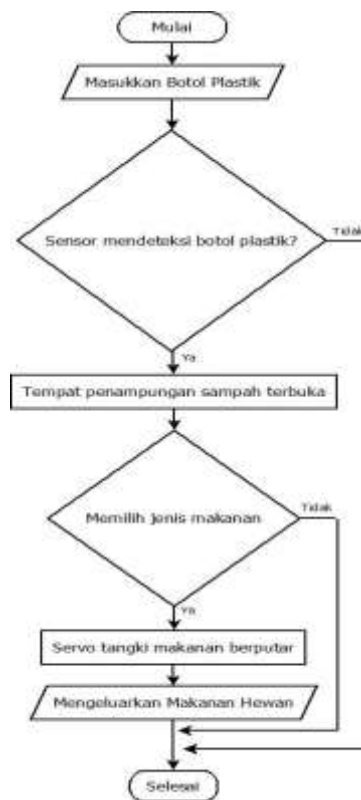 Mulai
Masukkan Botol Plastik
Sensor mendeteksi botol plastik?
Tidak
Ya
Tempat penampungan sampah terbuka
Memilih jenis makanan
Tidak
Ya
Servo tangki makanan berputar
Mengeluarkan Makanan Hewan
Selesai